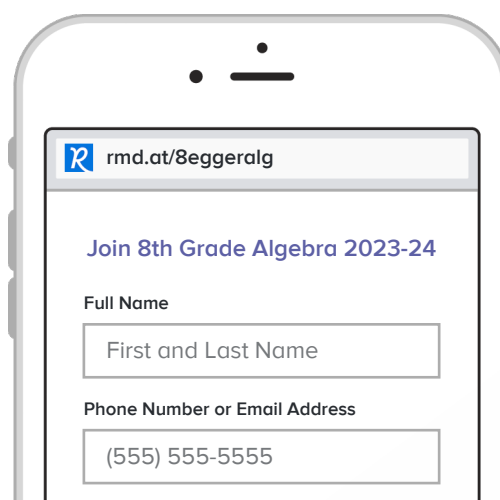 rmd.at/8eggeralg
Join 8th Grade Algebra 2023-24
Full Name
First and Last Name
Phone Number or Email Address
(555) 555-5555